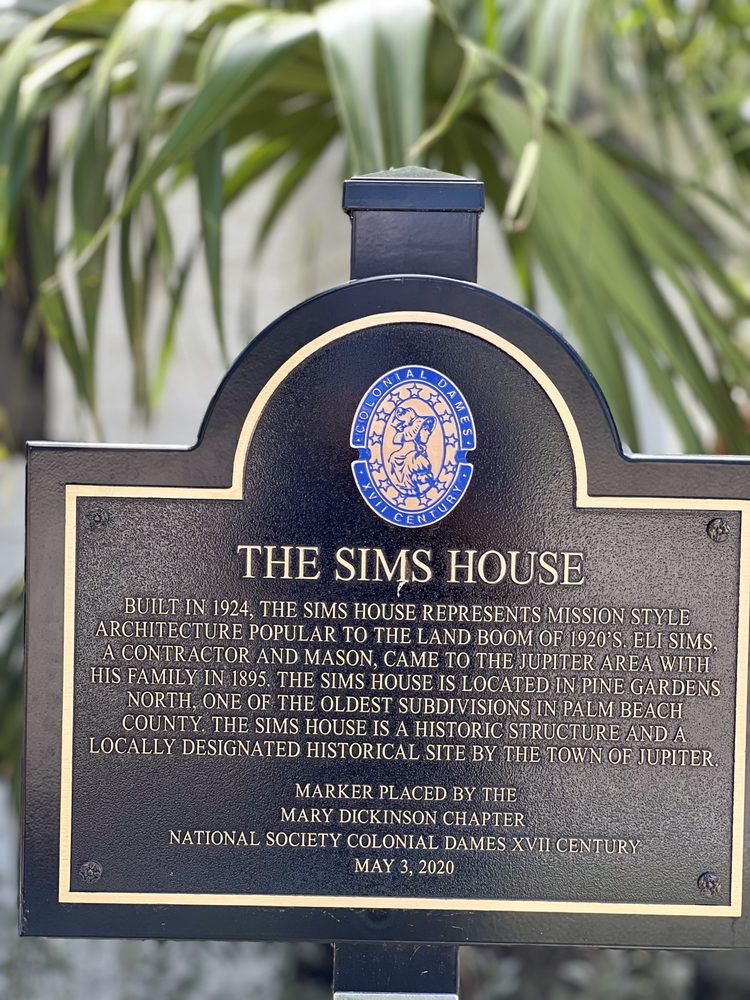 COLONIAL DAMES
XVII CENTURY
THE SIMS HOUSE
BUILT IN 1924, THE SIMS HOUSE REPRESENTS MISSION STYLE
ARCHITECTURE POPULAR TO THE LAND BOOM OF 1920'S. ELI SIMS,
A CONTRACTOR AND MASON, CAME TO THE JUPITER AREA WITH
HIS FAMILY IN 1895. THE SIMS HOUSE IS LOCATED IN PINE GARDENS
NORTH, ONE OF THE OLDEST SUBDIVISIONS IN PALM BEACH
COUNTY. THE SIMS HOUSE IS A HISTORIC STRUCTURE AND A
LOCALLY DESIGNATED HISTORICAL SITE BY THE TOWN OF JUPITER.
MARKER PLACED BY THE
MARY DICKINSON CHAPTER
NATIONAL SOCIETY COLONIAL DAMES XVII CENTURY
MAY 3, 2020